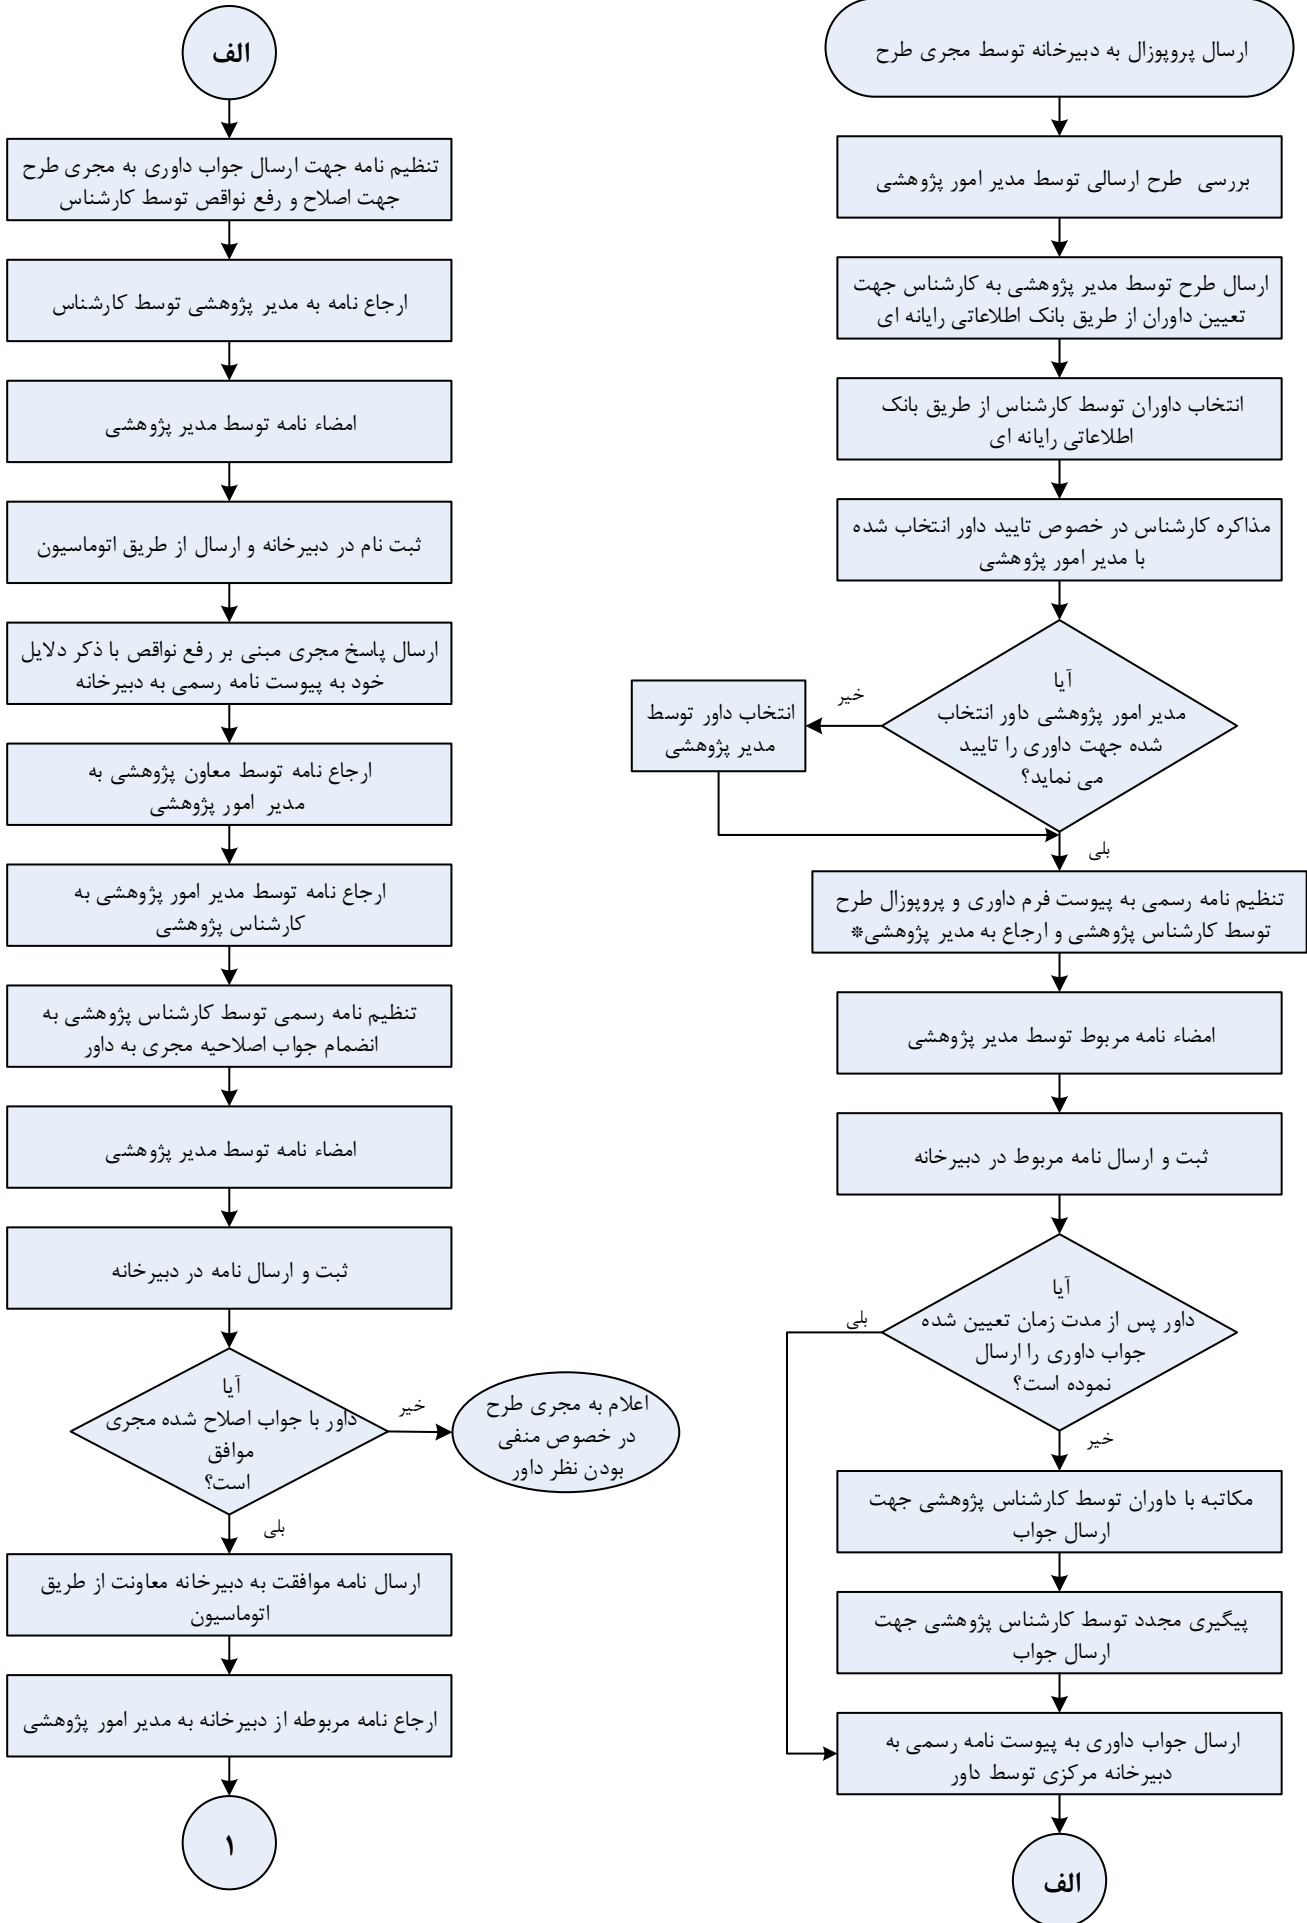 ارسال پروپوزال به دبیرخانه توسط مجری طرح
بررسی طرح ارسالی توسط مدیر امور پژوهشی
ارسال طرح توسط مدیر پژوهشی به کارشناس جهت
تعیین داوران از طریق بانک اطلاعاتی رایانه ای
انتخاب داوران توسط کارشناس از طریق بانک
اطلاعاتی رایانه ای
مذاکره کارشناس در خصوص تایید داور انتخاب شده
با مدیر امور پژوهشی
آیا
مدیر امور پژوهشی داور انتخاب
شده جهت داوری را تایید
می نماید؟
خیر
انتخاب داور توسط
مدیر پژوهشی
بلی
تنظیم نامه رسمی به پیوست فرم داوری و پروپوزال طرح
توسط کارشناس پژوهشی و ارجاع به مدیر پژوهشی*
امضاء نامه مربوط توسط مدیر پژوهشی
ثبت و ارسال نامه مربوط در دبیرخانه
آیا
داور پس از مدت زمان تعیین شده
جواب داوری را ارسال
نموده است؟
بلی
خیر
مکاتبه با داوران توسط کارشناس پژوهشی جهت
ارسال جواب
پیگیری مجدد توسط کارشناس پژوهشی جهت
ارسال جواب
ارسال جواب داوری به پیوست نامه رسمی به
دبیرخانه مرکزی توسط داور
الف
الف
تنظیم نامه جهت ارسال جواب داوری به مجری طرح
جهت اصلاح و رفع نواقص توسط کارشناس
ارجاع نامه به مدیر پژوهشی توسط کارشناس
امضاء نامه توسط مدیر پژوهشی
ثبت نام در دبیرخانه و ارسال از طریق اتوماسیون
ارسال پاسخ مجری مبنی بر رفع نواقص با ذکر دلایل
خود به پیوست نامه رسمی به دبیرخانه
ارجاع نامه توسط معاون پژوهشی به
مدیر امور پژوهشی
ارجاع نامه توسط مدیر امور پژوهشی به
کارشناس پژوهشی
تنظیم نامه رسمی توسط کارشناس پژوهشی به
انضمام جواب اصلاحیه مجری به داور
امضاء نامه توسط مدیر پژوهشی
ثبت و ارسال نامه در دبیرخانه
آیا
داور با جواب اصلاح شده مجری
موافق
است؟
خیر
اعلام به مجری طرح
در خصوص منفی
بودن نظر داور
بلی
ارسال نامه موافقت به دبیرخانه معاونت از طریق
اتوماسیون
ارجاع نامه مربوطه از دبیرخانه به مدیر امور پژوهشی
۱